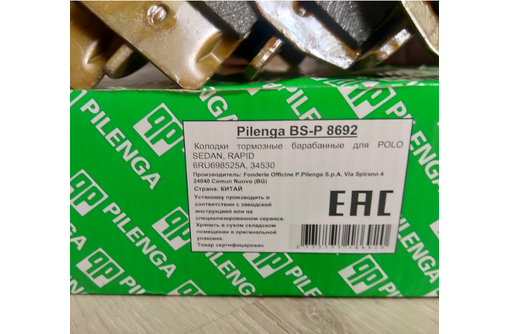 Pilenga BS-P 8692
Колодки тормозные барабанные для POLO
SEDAN, RAPID
6RU698525A, 34530
Производитель: Fonderie Officine P.Pilenga S.p.A. Via Spirano 4
24040 Comun Nuovo (BG)
Страна: КИТАЙ
Установку производить в
соответствии с заводской
инструкцией или на
специализированном сервисе.
Хранить в сухом складском
помещении в оригинальной
упаковке.
Товар сертифицирован
EAC
PILENGA
PILENGA
PILENGA
PILENGA
PILENGA